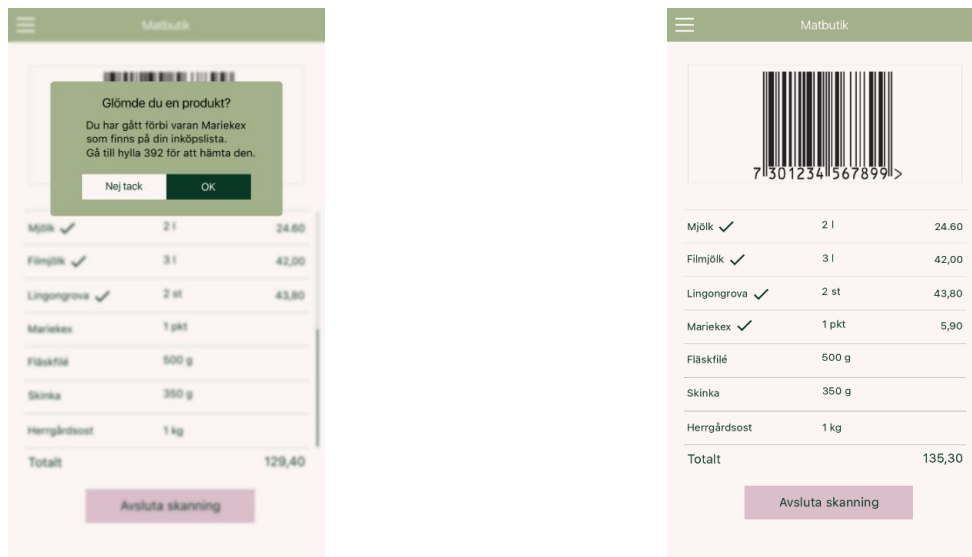 Matbutik
Glömde du en produkt?
Du har gått förbi varan Mariekex
som finns på din inköpslista.
Gå till hylla 392 för att hämta den.
Nej tack OK
Mjölk 2 l 24.60
Filmjölk 3 l 42,00
Lingongrova 2 st 43,80
Mariekex 1 pkt
Fläskfilé 500 g
Skinka 350 g
Herrgårdsost 1 kg
Totalt 129,40
Avsluta skanning
Matbutik
7 301234 567899 >
Mjölk 2 l 24.60
Filmjölk 3 l 42,00
Lingongrova 2 st 43,80
Mariekex 1 pkt 5,90
Fläskfilé 500 g
Skinka 350 g
Herrgårdsost 1 kg
Totalt 135,30
Avsluta skanning